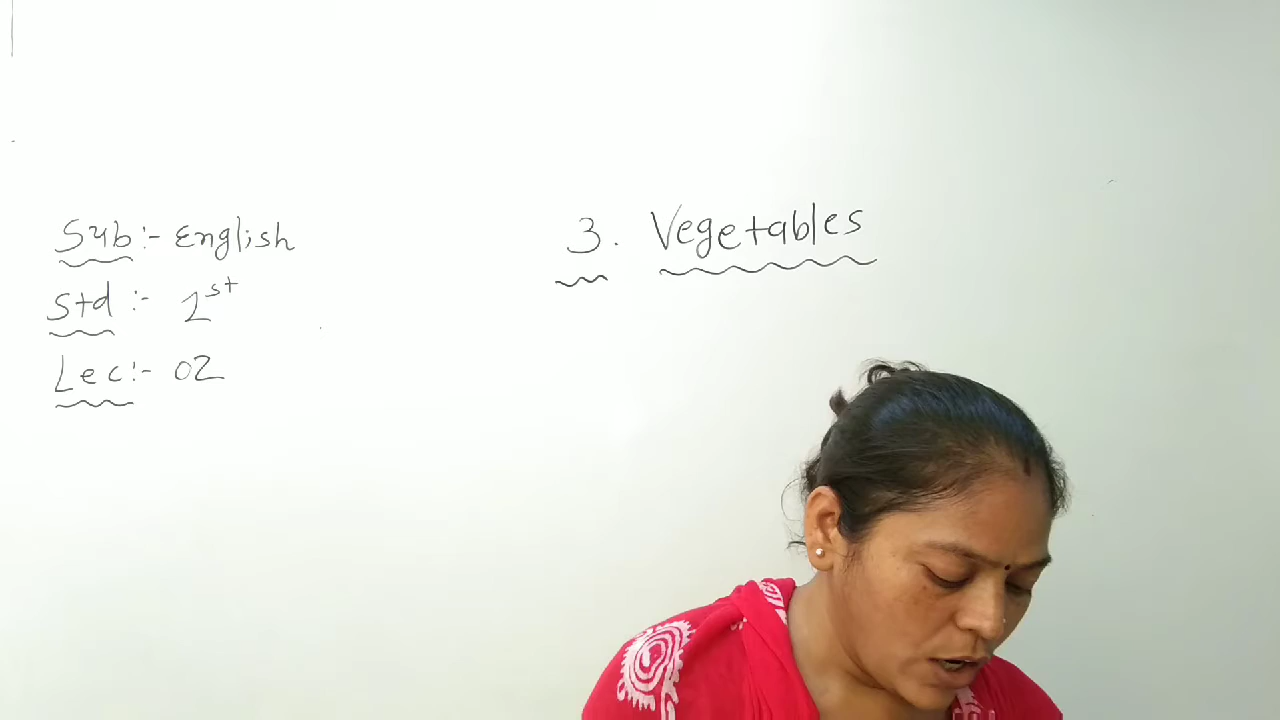 Sub:- English
3. Vegetables
Std :- 1st
Lec:- 02